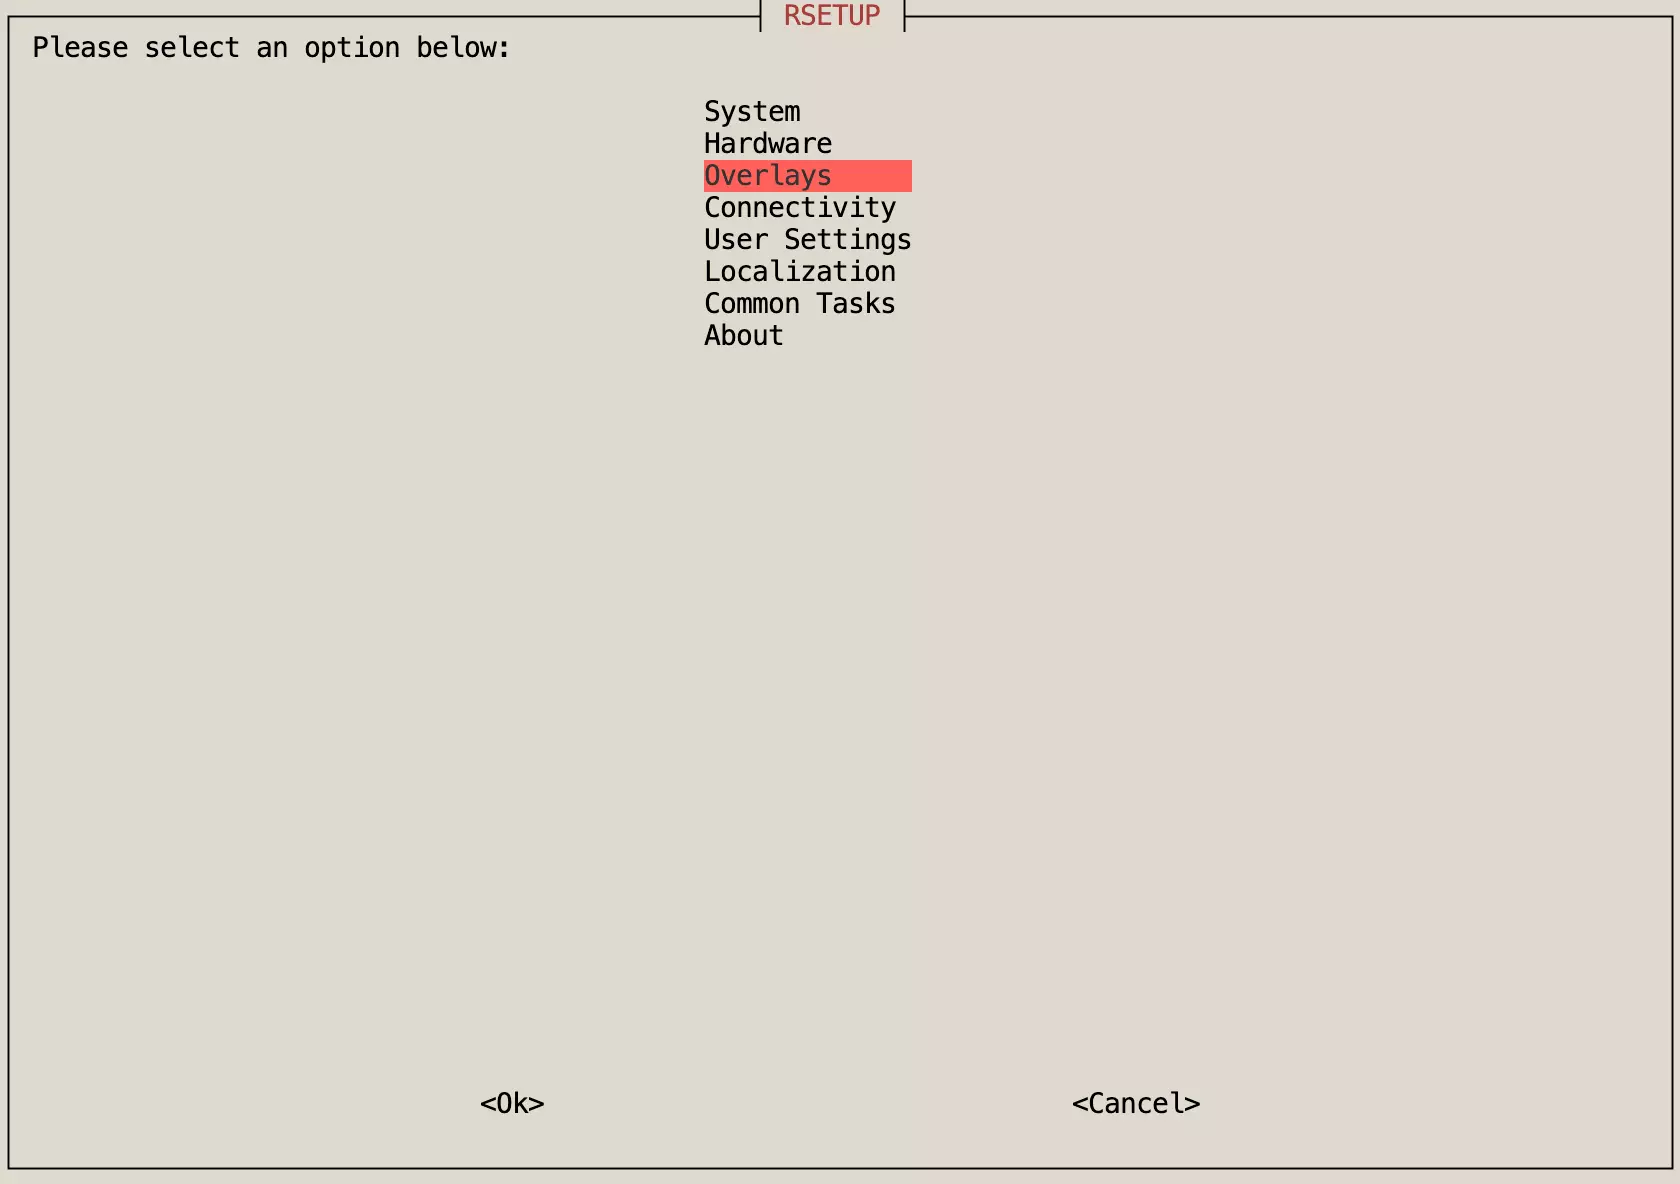 RSETUP
Please select an option below:
System
Hardware
Overlays
Connectivity
User Settings
Localization
Common Tasks
About
<Ok> <Cancel>